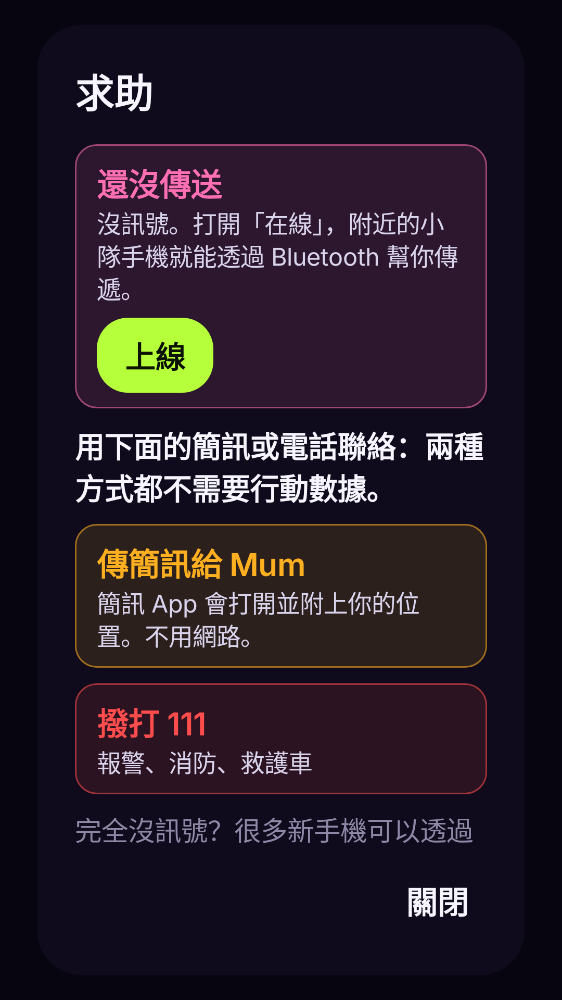 求助
還沒傳送
沒訊號。打開「在線」，附近的小
隊手機就能透過 Bluetooth 幫你傳
遞。
上線
用下面的簡訊或電話聯絡：兩種
方式都不需要行動數據。
傳簡訊給 Mum
簡訊 App 會打開並附上你的位
置。不用網路。
撥打 111
報警、消防、救護車
完全沒訊號？很多新手機可以透過
關閉